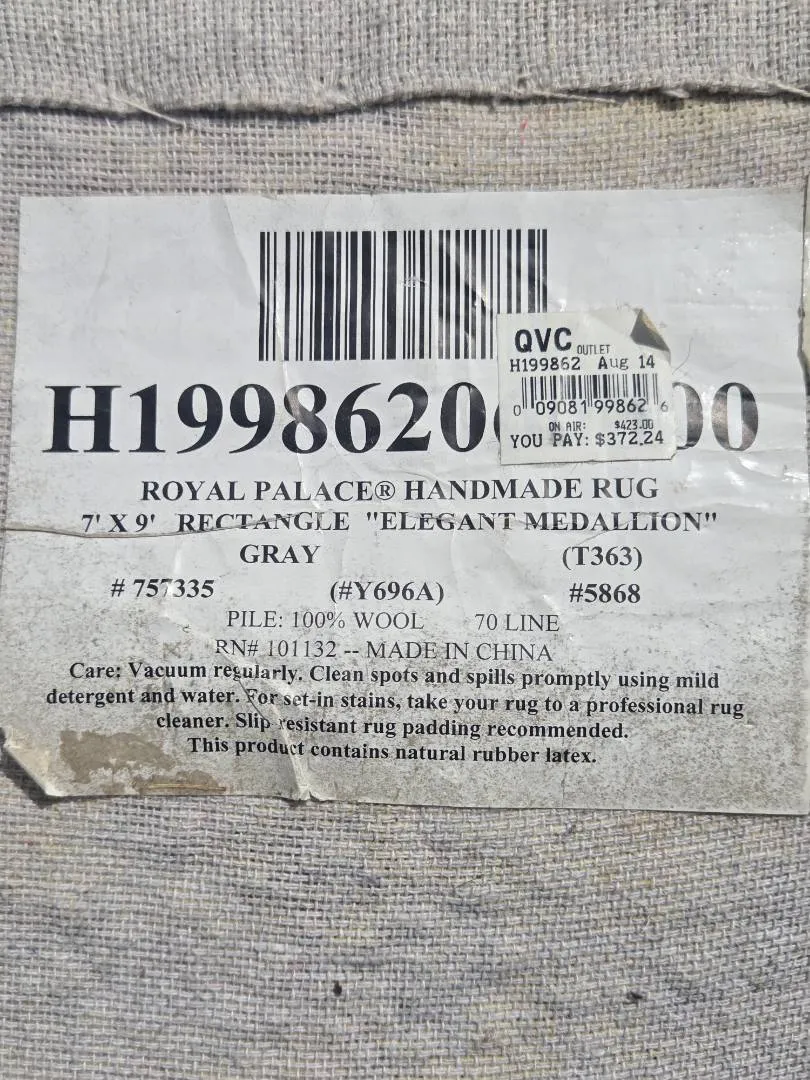 QVC OUTLET
H199862 Aug 14
0 09081 99862 6
ON AIR: $423.00
YOU PAY: $372.24
ROYAL PALACE® HANDMADE RUG
7' X 9' RECTANGLE "ELEGANT MEDALLION"
GRAY (T363)
# 757335 (#Y696A) #5868
PILE: 100% WOOL 70 LINE
RN# 101132 -- MADE IN CHINA
Care: Vacuum regularly. Clean spots and spills promptly using mild
detergent and water. For set-in stains, take your rug to a professional rug
cleaner. Slip resistant rug padding recommended.
This product contains natural rubber latex.